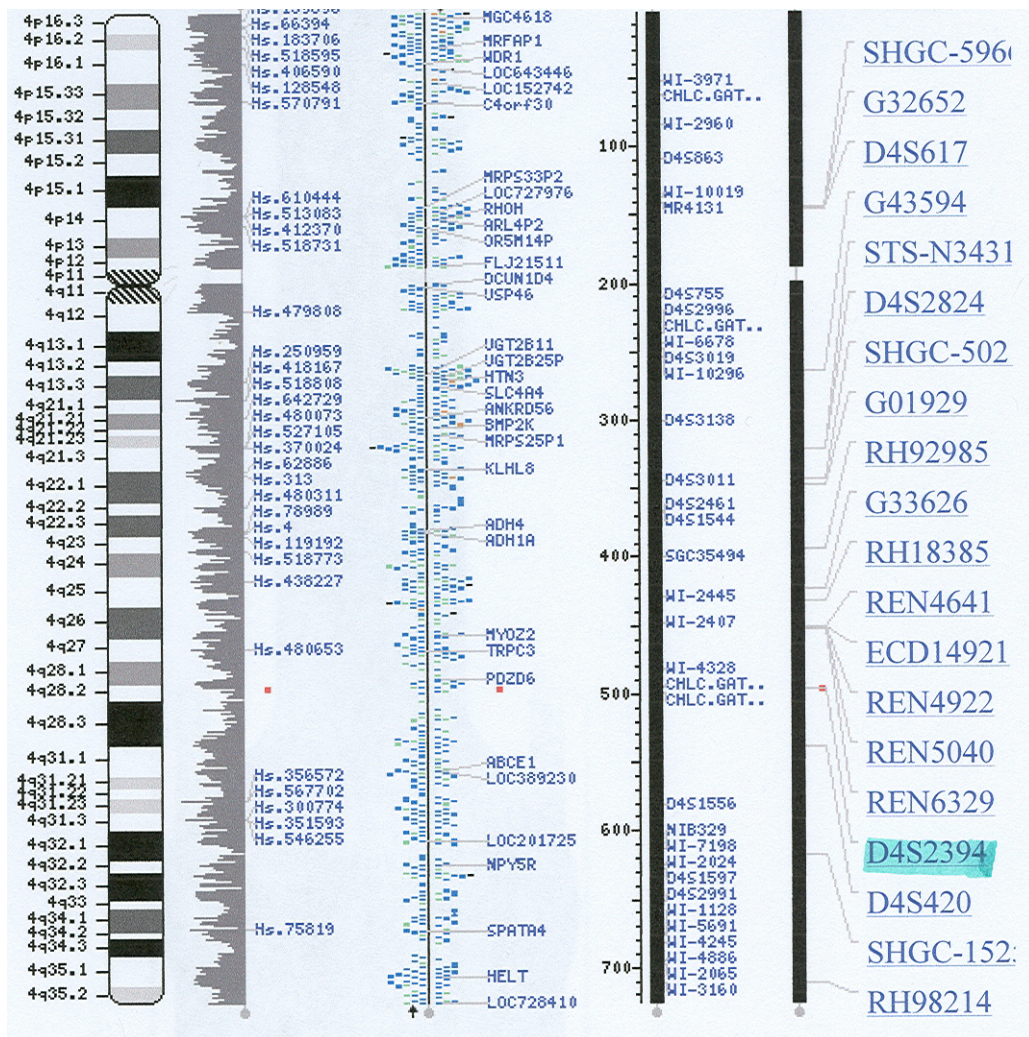 4p16.3
4p16.2
4p16.1
4p15.33
4p15.32
4p15.31
4p15.2
4p15.1
4p14
4p13
4p12
4p11
4q11
4q12
4q13.1
4q13.2
4q13.3
4q21.1
4q21.21
4q21.23
4q21.3
4q22.1
4q22.2
4q22.3
4q23
4q24
4q25
4q26
4q27
4q28.1
4q28.2
4q28.3
4q31.1
4q31.21
4q31.22
4q31.23
4q31.3
4q32.1
4q32.2
4q32.3
4q33
4q34.1
4q34.2
4q34.3
4q35.1
4q35.2
Hs.66394
Hs.183706
Hs.518595
Hs.406590
Hs.128548
Hs.570791
Hs.610444
Hs.513083
Hs.412370
Hs.518731
Hs.479808
Hs.250959
Hs.418167
Hs.518808
Hs.642729
Hs.480073
Hs.527105
Hs.370024
Hs.62886
Hs.313
Hs.480311
Hs.78989
Hs.4
Hs.119192
Hs.518773
Hs.438227
Hs.480653
Hs.356572
Hs.567702
Hs.300774
Hs.351593
Hs.546255
Hs.75819
MGC4618
MRFAP1
WDR1
LOC643446
LOC152742
C4orf30
MRPS33P2
LOC727976
RHOH
ARL4P2
OR5M14P
FLJ21511
DCUN1D4
USP46
UGT2B11
UGT2B25P
HTN3
SLC4A4
ANKRD56
BMP2K
MRPS25P1
KLHL8
ADH4
ADH1A
MYOZ2
TRPC3
PDZD6
ABCE1
LOC389230
LOC201725
NPY5R
SPATA4
HELT
LOC728410
100
200
300
400
500
600
700
WI-3971
CHLC.GAT..
WI-2960
D4S863
WI-10019
MR4131
D4S755
D4S2996
CHLC.GAT..
WI-6678
D4S3019
WI-10296
D4S3138
D4S3011
D4S2461
D4S1544
SGC35494
WI-2445
WI-2407
WI-4328
CHLC.GAT..
CHLC.GAT..
D4S1556
NIB329
WI-7198
WI-2024
D4S1597
D4S2991
WI-1128
WI-5691
WI-4245
WI-4886
WI-2065
WI-3160
SHGC-596
G32652
D4S617
G43594
STS-N3431
D4S2824
SHGC-502
G01929
RH92985
G33626
RH18385
REN4641
ECD14921
REN4922
REN5040
REN6329
D4S2394
D4S420
SHGC-152
RH98214